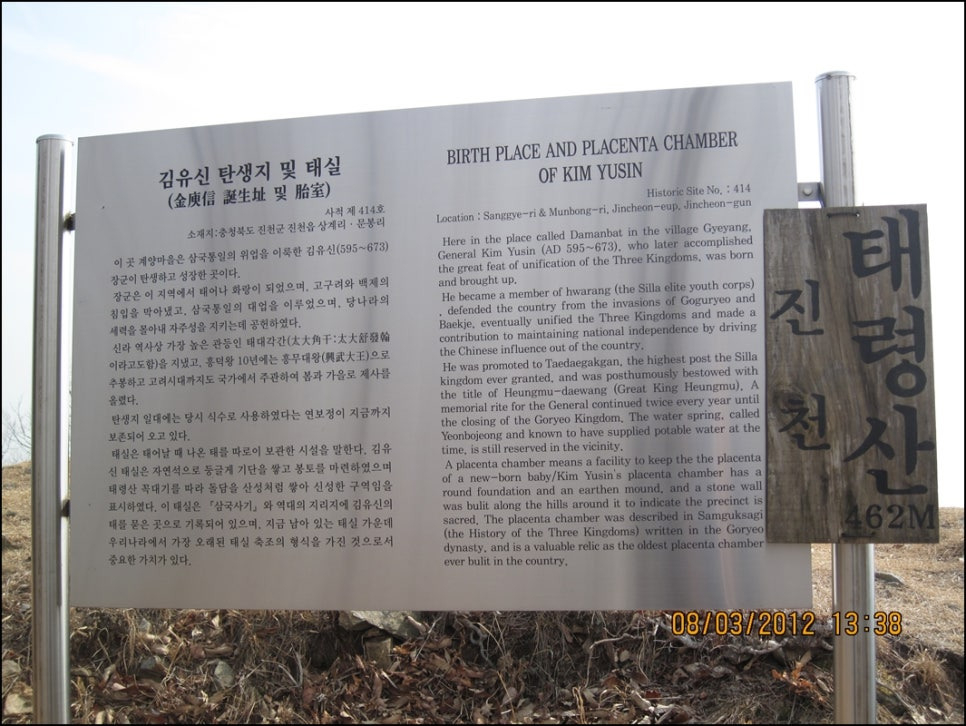 김유신 탄생지 및 태실
(金庾信 誕生址 및 胎室)
사적 제 414호
소재지:충청북도 진천군 진천읍 상계리 · 문봉리
이 곳 계양마을은 삼국통일의 위업을 이룩한 김유신(595~673)
장군이 탄생하고 성장한 곳이다.
장군은 이 지역에서 태어나 화랑이 되었으며, 고구려와 백제의
침입을 막아냈고, 삼국통일의 대업을 이루었으며, 당나라의
세력을 몰아내 자주성을 지키는데 공헌하였다.
신라 역사상 가장 높은 관등인 태대각간(太大角干:太大舒發翰
이라고도함)을 지냈고, 흥덕왕 10년에는 흥무대왕(興武大王)으로
추봉하고 고려시대까지도 국가에서 주관하여 봄과 가을로 제사를
올렸다.
탄생지 일대에는 당시 식수로 사용하였다는 연보정이 지금까지
보존되어 오고 있다.
태실은 태어날 때 나온 태를 따로이 보관한 시설을 말한다. 김유
신 태실은 자연석으로 둥글게 기단을 쌓고 봉토를 마련하였으며
태령산 꼭대기를 따라 돌담을 산성처럼 쌓아 신성한 구역임을
표시하였다. 이 태실은 『삼국사기』와 역대의 지리지에 김유신의
태를 묻은 곳으로 기록되어 있으며, 지금 남아 있는 태실 가운데
우리나라에서 가장 오래된 태실 축조의 형식을 가진 것으로서
중요한 가치가 있다.
BIRTH PLACE AND PLACENTA CHAMBER
OF KIM YUSIN
Historic Site No. : 414
Location : Sanggye-ri & Munbong-ri, Jincheon-eup, Jincheon-gun
Here in the place called Damanbat in the village Gyeyang,
General Kim Yusin (AD 595~673), who later accomplished
the great feat of unification of the Three Kingdoms, was born
and brought up.
He became a member of hwarang (the Silla elite youth corps)
, defended the country from the invasions of Goguryeo and
Baekje, eventually unified the Three Kingdoms and made a
contribution to maintaining national independence by driving
the Chinese influence out of the country.
He was promoted to Taedaegakgan, the highest post the Silla
kingdom ever granted, and was posthumously bestowed with
the title of Heungmu-daewang (Great King Heungmu). A
memorial rite for the General continued twice every year until
the closing of the Goryeo Kingdom. The water spring, called
Yeonbojeong and known to have supplied potable water at the
time, is still reserved in the vicinity.
A placenta chamber means a facility to keep the the placenta
of a new-born baby/Kim Yusin's placenta chamber has a
round foundation and an earthen mound, and a stone wall
was bulit along the hills around it to indicate the precinct is
sacred. The placenta chamber was described in Samguksagi
(the History of the Three Kingdoms) written in the Goryeo
dynasty, and is a valuable relic as the oldest placenta chamber
ever bulit in the country.
진천
태령산
462M
08/03/2012 13:38